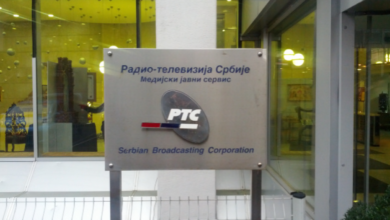 Радио-телевизија Србије
Медијски јавни сервис
РТС
Serbian Broadcasting Corporation